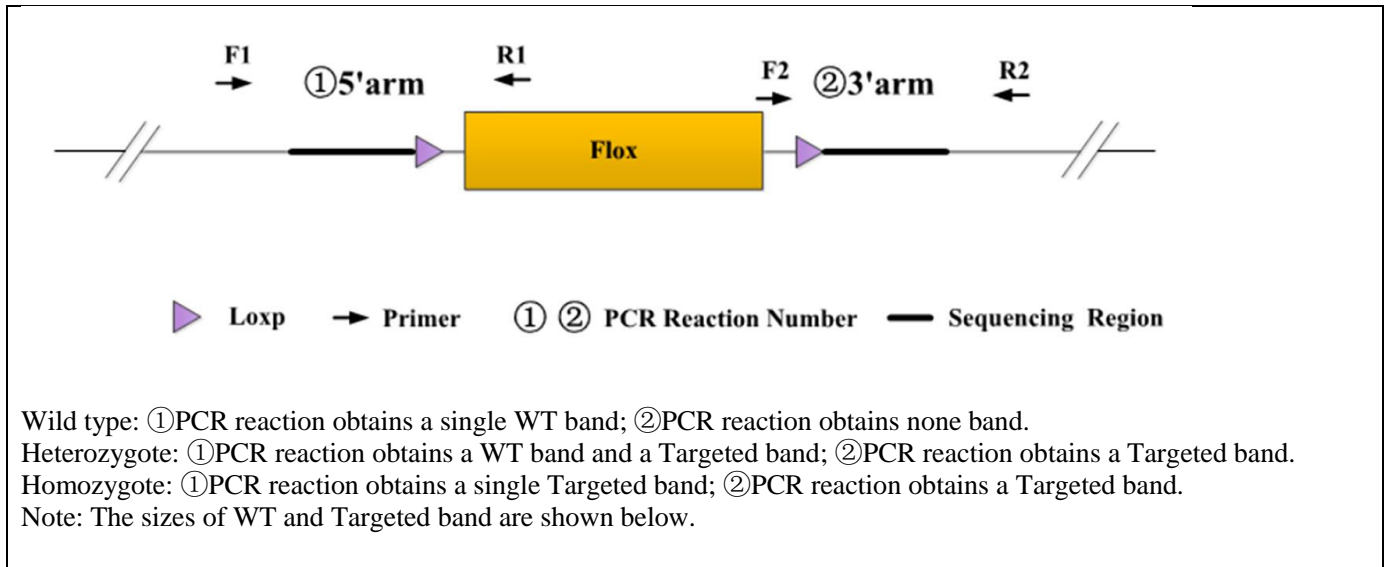 F1
①5'arm
R1
F2
②3'arm
R2
Flox
Loxp
Primer
① ② PCR Reaction Number
Sequencing Region
Wild type: ①PCR reaction obtains a single WT band; ②PCR reaction obtains none band.
Heterozygote: ①PCR reaction obtains a WT band and a Targeted band; ②PCR reaction obtains a Targeted band.
Homozygote: ①PCR reaction obtains a single Targeted band; ②PCR reaction obtains a Targeted band.
Note: The sizes of WT and Targeted band are shown below.